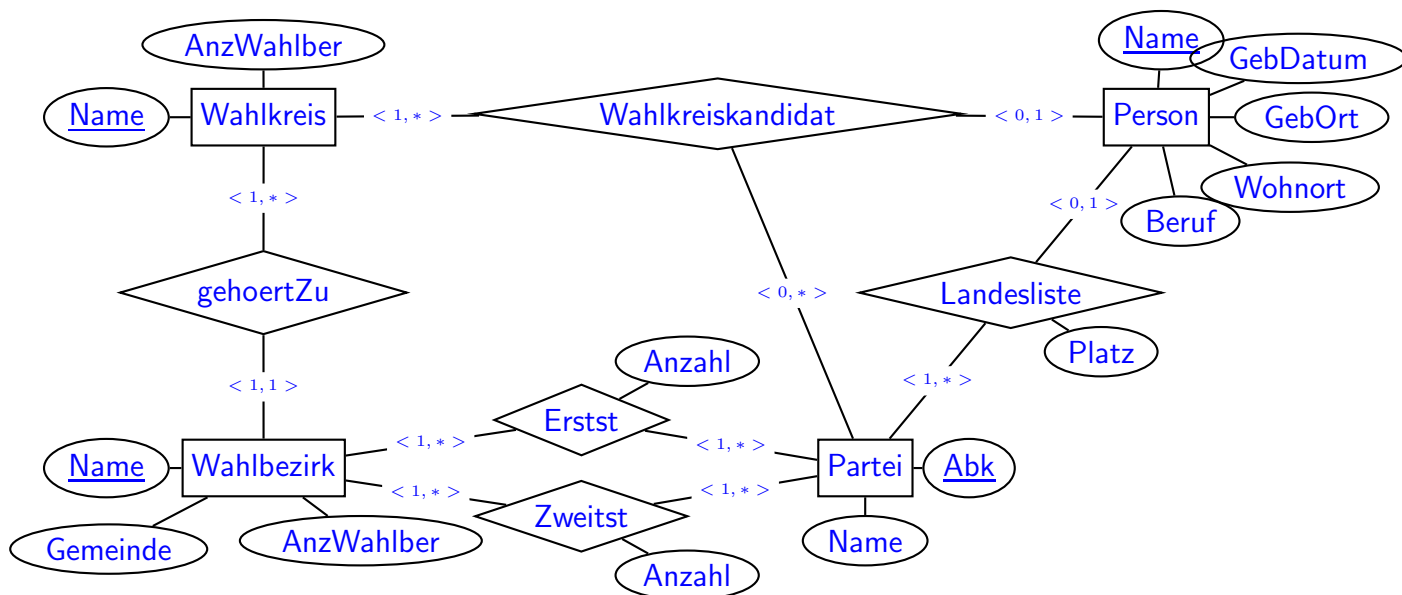 AnzWahlber
Name
GebDatum
Name
Wahlkreis
< 1, * >
Wahlkreiskandidat
< 0, 1 >
Person
GebOrt
< 1, * >
< 0, 1 >
Wohnort
Beruf
gehoertZu
< 0, * >
Landesliste
Platz
Anzahl
< 1, 1 >
< 1, * >
Erstst
< 1, * >
< 1, * >
Name
Wahlbezirk
Partei
Abk
< 1, * >
< 1, * >
Zweitst
Gemeinde
AnzWahlber
Name
Anzahl